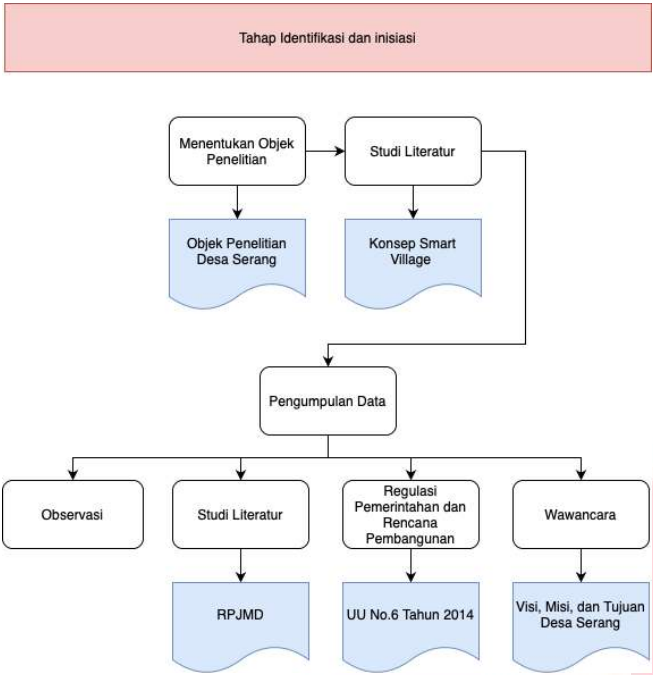 Tahap Identifikasi dan inisiasi
Menentukan Objek
Penelitian
Studi Literatur
Objek Penelitian
Desa Serang
Konsep Smart
Village
Pengumpulan Data
Observasi
Studi Literatur
Regulasi
Pemerintahan dan
Rencana
Pembangunan
Wawancara
RPJMD
UU No.6 Tahun 2014
Visi, Misi, dan Tujuan
Desa Serang